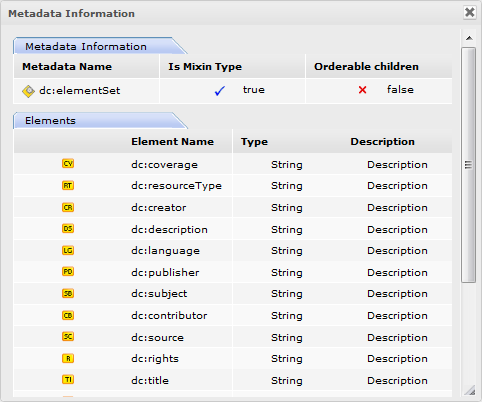 Metadata Information
Metadata Information
Metadata Name Is Mixin Type Orderable children
dc:elementSet true false
Elements
Element Name Type Description
CV dc:coverage String Description
RT dc:resourceType String Description
CR dc:creator String Description
DS dc:description String Description
LG dc:language String Description
PD dc:publisher String Description
SB dc:subject String Description
CB dc:contributor String Description
SC dc:source String Description
R dc:rights String Description
TI dc:title String Description